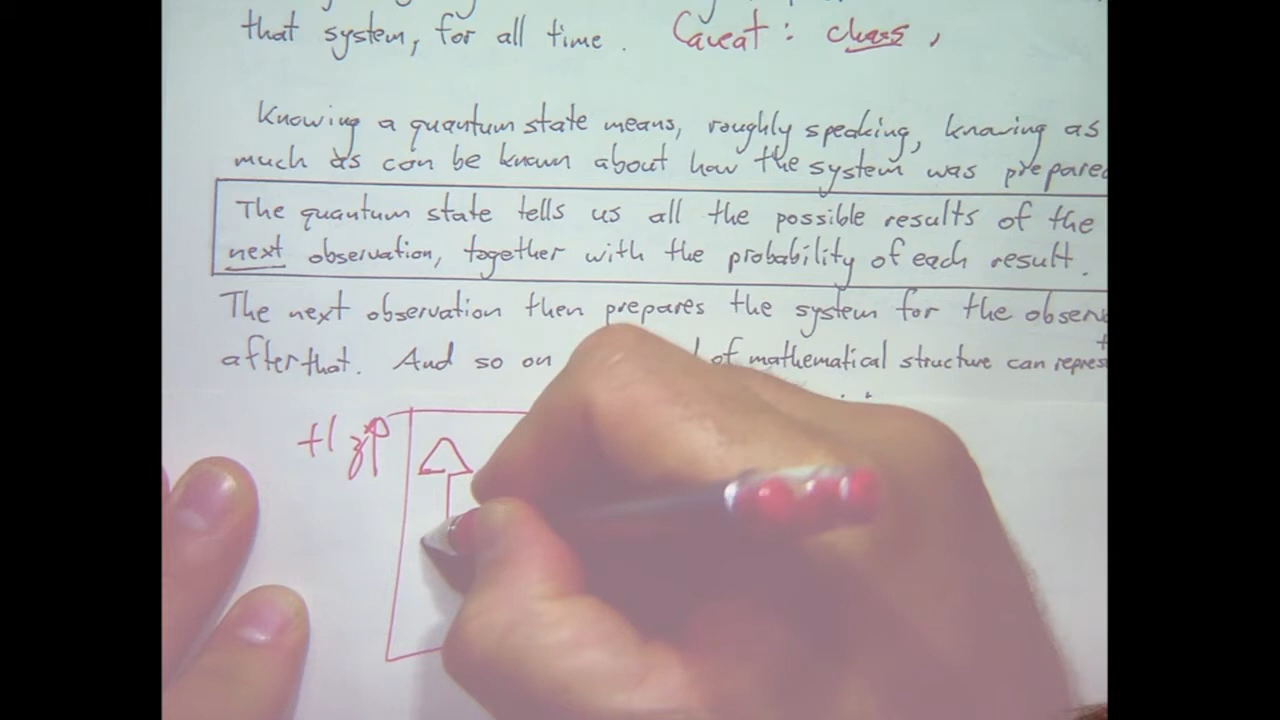 that system, for all time. Caveat: chaos,
Knowing a quantum state means, roughly speaking, knowing as
much as can be known about how the system was prepared
The quantum state tells us all the possible results of the
next observation, together with the probability of each result.
The next observation then prepares the system for the
after that. And so on of mathematical structure can